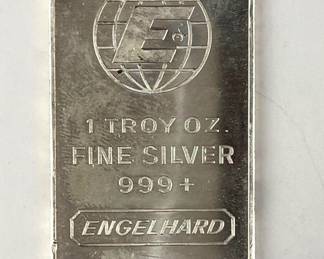 E
1 TROY OZ.
FINE SILVER
999+
ENGELHARD